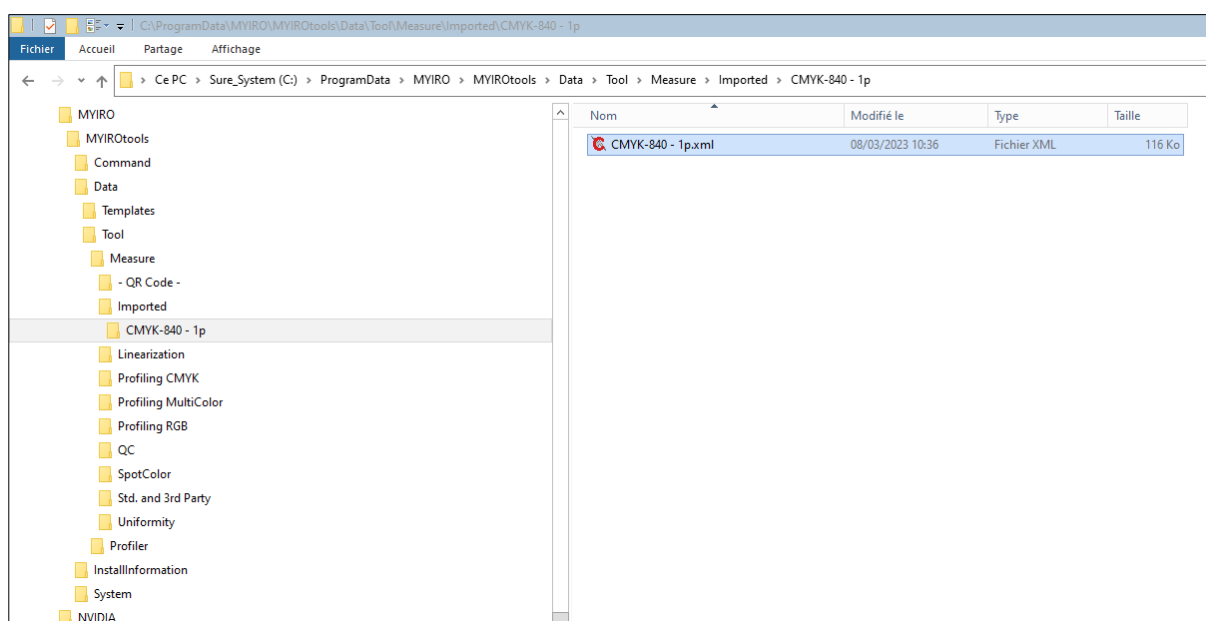 C:\ProgramData\MYIRO\MYIROtools\Data\Tool\Measure\Imported\CMYK-840 - 1p
Fichier Accueil Partage Affichage
Ce PC > Sure_System (C:) > ProgramData > MYIRO > MYIROtools > Data > Tool > Measure > Imported > CMYK-840 - 1p
MYIRO
MYIROtools
Command
Data
Templates
Tool
Measure
- QR Code -
Imported
CMYK-840 - 1p
Linearization
Profiling CMYK
Profiling MultiColor
Profiling RGB
QC
SpotColor
Std. and 3rd Party
Uniformity
Profiler
InstallInformation
System
NVIDIA
Nom Modifié le Type Taille
CMYK-840 - 1p.xml 08/03/2023 10:36 Fichier XML 116 Ko